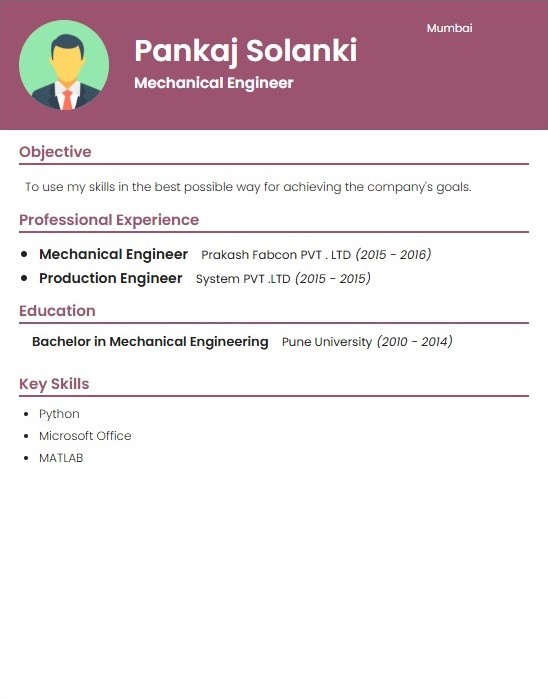 Mumbai
Pankaj Solanki
Mechanical Engineer
Objective
To use my skills in the best possible way for achieving the company's goals.
Professional Experience
Mechanical Engineer Prakash Fabcon PVT . LTD (2015 - 2016)
Production Engineer System PVT .LTD (2015 - 2015)
Education
Bachelor in Mechanical Engineering Pune University (2010 - 2014)
Key Skills
Python
Microsoft Office
MATLAB